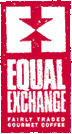 EQUAL
EXCHANGE
FAIRLY TRADED
GOURMET COFFEE